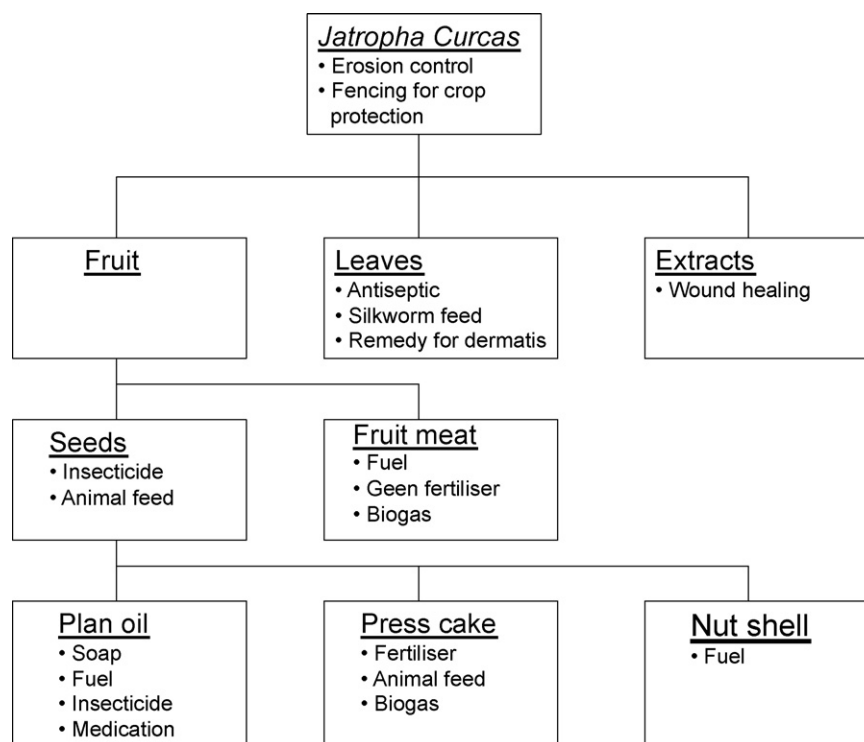 Jatropha Curcas
• Erosion control
• Fencing for crop
protection
Fruit
Leaves
• Antiseptic
• Silkworm feed
• Remedy for dermatis
Extracts
• Wound healing
Seeds
• Insecticide
• Animal feed
Fruit meat
• Fuel
• Geen fertiliser
• Biogas
Plan oil
• Soap
• Fuel
• Insecticide
• Medication
Press cake
• Fertiliser
• Animal feed
• Biogas
Nut shell
• Fuel